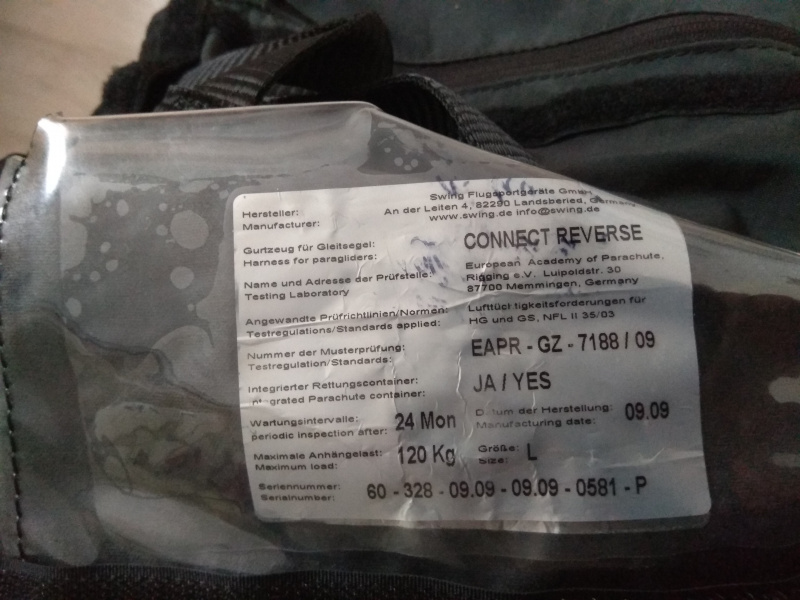 Hersteller:
Manufacturer:
Swing Flugsportgeräte GmbH
An der Leiten 4, 82290 Landsberied, Germany
www.swing.de info@swing.de
Gurtzeug für Gleitsegel:
Harness for paragliders:
CONNECT REVERSE
Name und Adresse der Prüfstelle:
Testing Laboratory
European Academy of Parachute,
Rigging e.V. Luipoldstr. 30
87700 Memmingen, Germany
Angewandte Prüfrichtlinien/Normen:
Testregulations/Standards applied:
Lufttüchtigkeitsforderungen für
HG und GS, NFL II 35/03
Nummer der Musterprüfung:
Testregulation/Standards:
EAPR - GZ - 7188 / 09
Integrierter Rettungscontainer:
Integrated Parachute container:
JA / YES
Wartungsintervalle:
periodic inspection after:
24 Mon
Datum der Herstellung:
Manufacturing date:
09.09
Maximale Anhängelast:
Maximum load:
120 Kg
Größe:
Size:
L
Seriennummer:
Serialnumber:
60 - 328 - 09.09 - 09.09 - 0581 - P